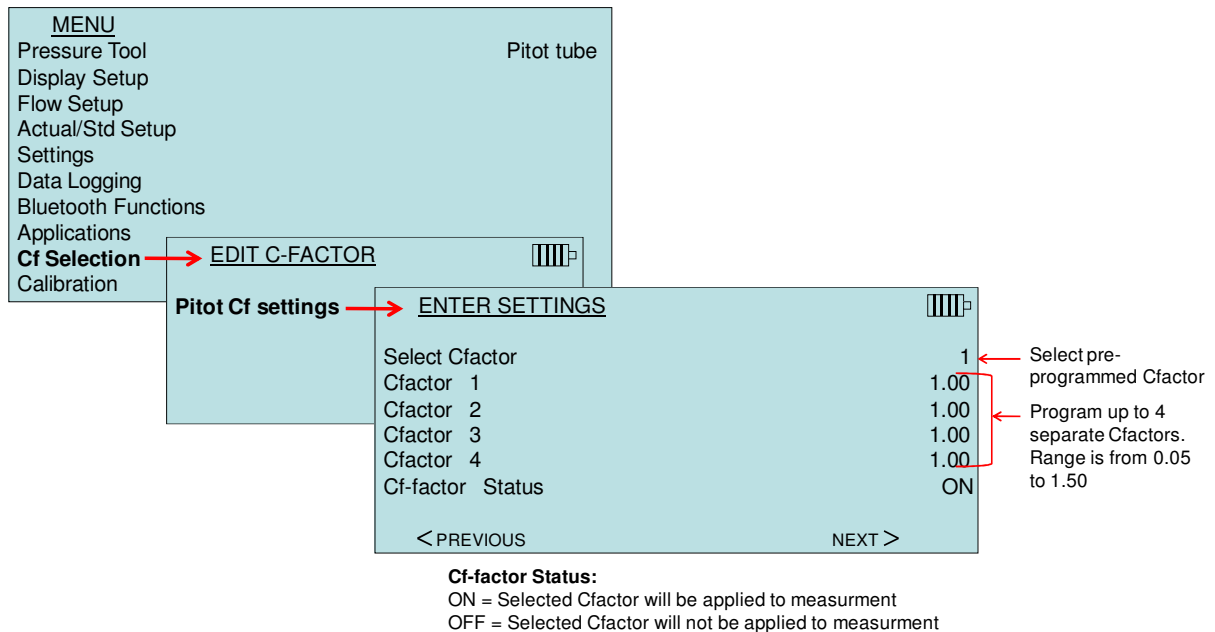 MENU
Pressure Tool Pitot tube
Display Setup
Flow Setup
Actual/Std Setup
Settings
Data Logging
Bluetooth Functions
Applications
Cf Selection
Calibration
EDIT C-FACTOR
Pitot Cf settings
ENTER SETTINGS
Select Cfactor 1
Cfactor 1 1.00
Cfactor 2 1.00
Cfactor 3 1.00
Cfactor 4 1.00
Cf-factor Status ON
< PREVIOUS NEXT >
Select pre-
programmed Cfactor
Program up to 4
separate Cfactors.
Range is from 0.05
to 1.50
Cf-factor Status:
ON = Selected Cfactor will be applied to measurment
OFF = Selected Cfactor will not be applied to measurment